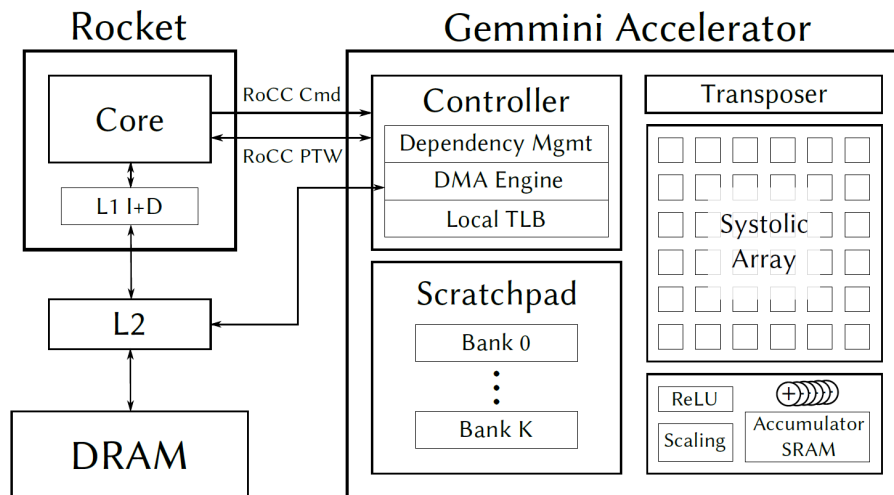 Rocket
Gemmini Accelerator
Core
L1 I+D
L2
DRAM
RoCC Cmd
RoCC PTW
Controller
Dependency Mgmt
DMA Engine
Local TLB
Scratchpad
Bank 0
Bank K
Transposer
Systolic
Array
ReLU
+
Scaling
Accumulator
SRAM